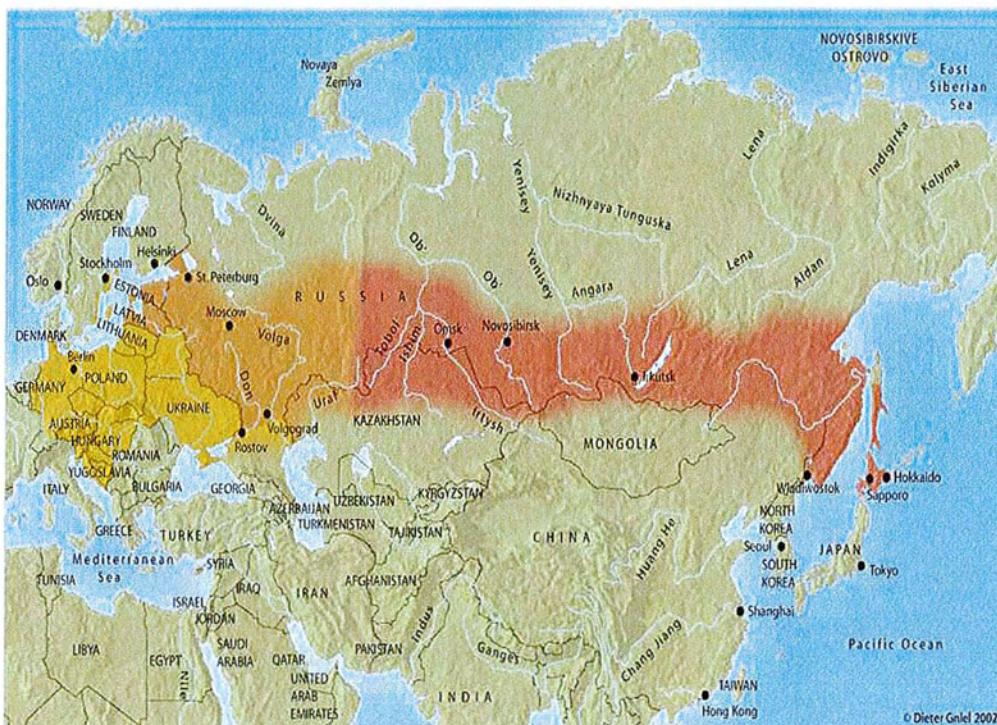 NOVOSIBIRSKIVE
OSTROVO
East
Siberian
Sea
Novaya
Zemlya
Lena
Indigirka
Kolyma
Yenisey
Nizhnyaya Tunguska
Dvina
NORWAY
SWEDEN
FINLAND
Ob'
Helsinki
Stockholm
Oslo
St. Peterburg
Ob'
Yenisey
Lena
Aldan
Angara
ESTONIA
LATVIA
LITHUANIA
RUSSIA
Moscow
Volga
Tobol
Ishim
Omsk
Novosibirsk
DENMARK
Berlin
GERMANY
POLAND
Don
Irkutsk
UKRAINE
Ural
Volgograd
KAZAKHSTAN
Irtysh
AUSTRIA
HUNGARY
Rostov
MONGOLIA
ROMANIA
YUGOSLAVIA
BULGARIA
ITALY
GEORGIA
Wladiwostok
Hokkaido
Sapporo
UZBEKISTAN
KYRGYZSTAN
AZERBAIJAN
TURKMENISTAN
TAJIKISTAN
GREECE
TURKEY
CHINA
Huang He
NORTH
KOREA
Seoul
SOUTH
KOREA
JAPAN
Tokyo
Mediterranean
Sea
TUNISIA
SYRIA
IRAQ
IRAN
AFGHANISTAN
ISRAEL
JORDAN
Shanghai
LIBYA
EGYPT
Nile
SAUDI
ARABIA
QATAR
UNITED
ARAB
EMIRATES
PAKISTAN
Indus
Ganges
INDIA
Chang Jiang
Pacific Ocean
TAIWAN
Hong Kong
© Dieter Gniel 2002